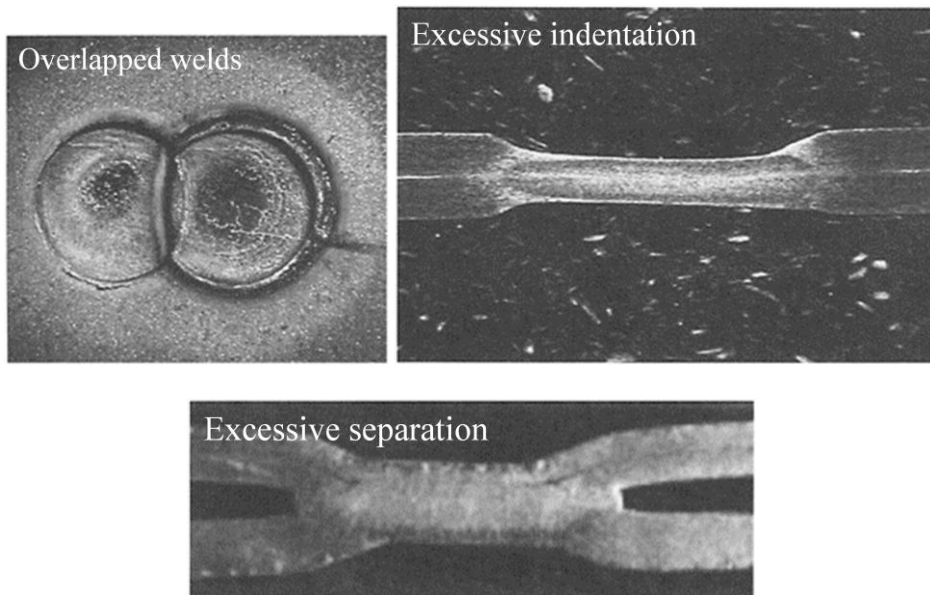 Overlapped welds
Excessive indentation
Excessive separation